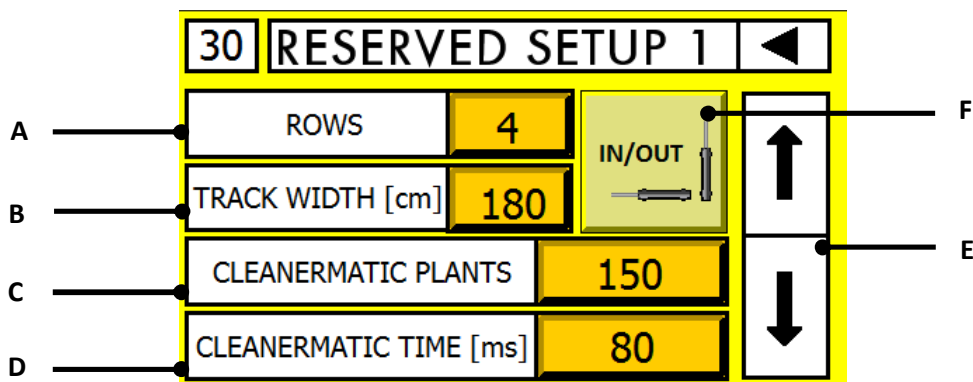 30 RESERVED SETUP 1
A ROWS 4 IN/OUT F
B TRACK WIDTH [cm] 180
C CLEANERMATIC PLANTS 150 E
D CLEANERMATIC TIME [ms] 80